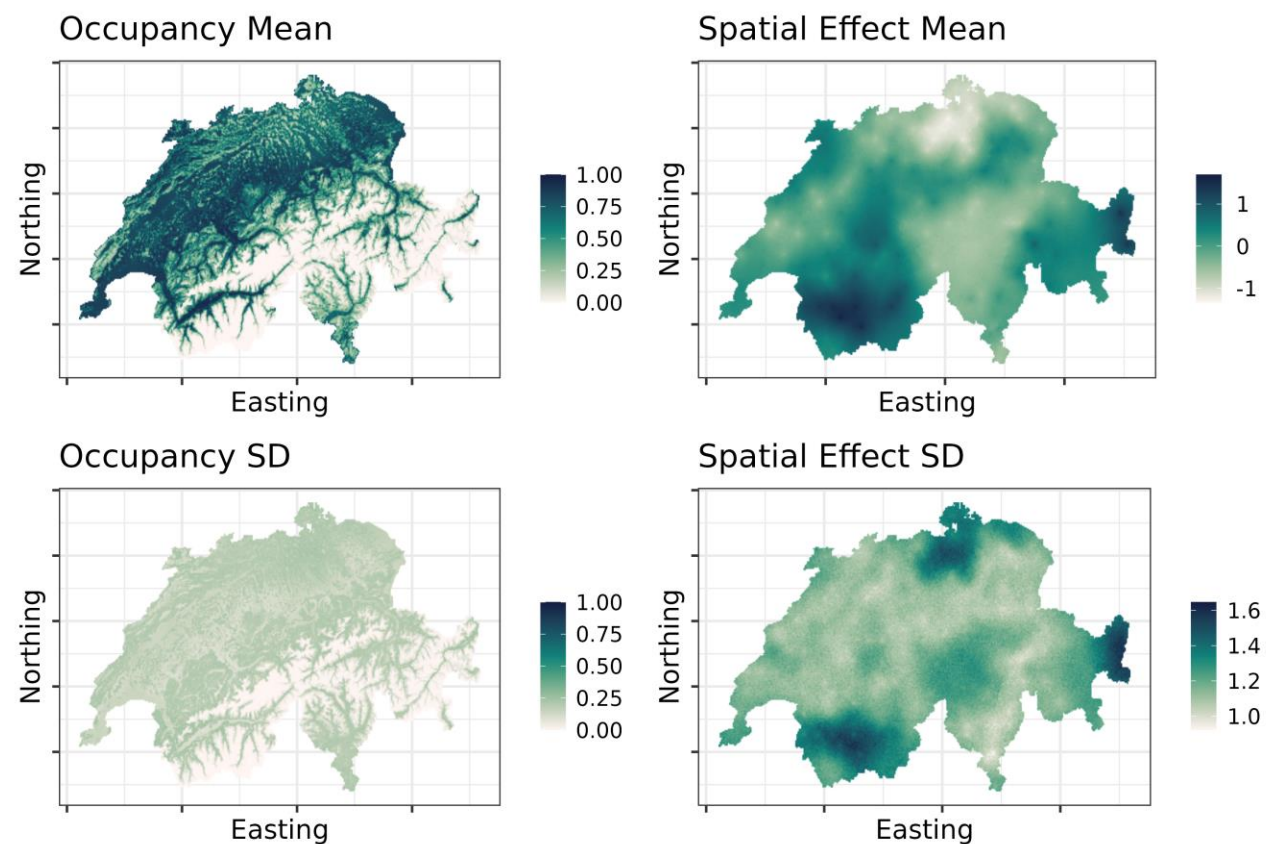 Occupancy Mean
Northing
Easting
1.00
0.75
0.50
0.25
0.00
Spatial Effect Mean
Northing
Easting
1
0
-1
Occupancy SD
Northing
Easting
1.00
0.75
0.50
0.25
0.00
Spatial Effect SD
Northing
Easting
1.6
1.4
1.2
1.0